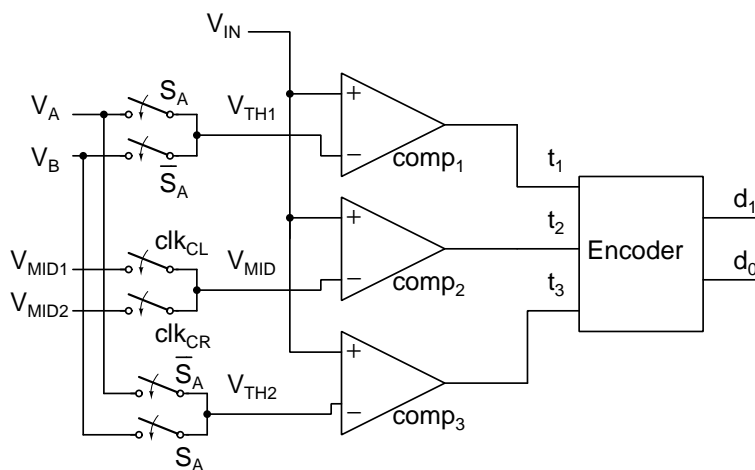 V_IN
S_A
V_A
V_TH1
+
V_B
−
S̅_A
comp_1
t_1
d_1
clk_CL
+
t_2
V_MID1
V_MID
Encoder
−
d_0
V_MID2
comp_2
t_3
clk_CR
+
S̅_A
V_TH2
−
comp_3
S_A